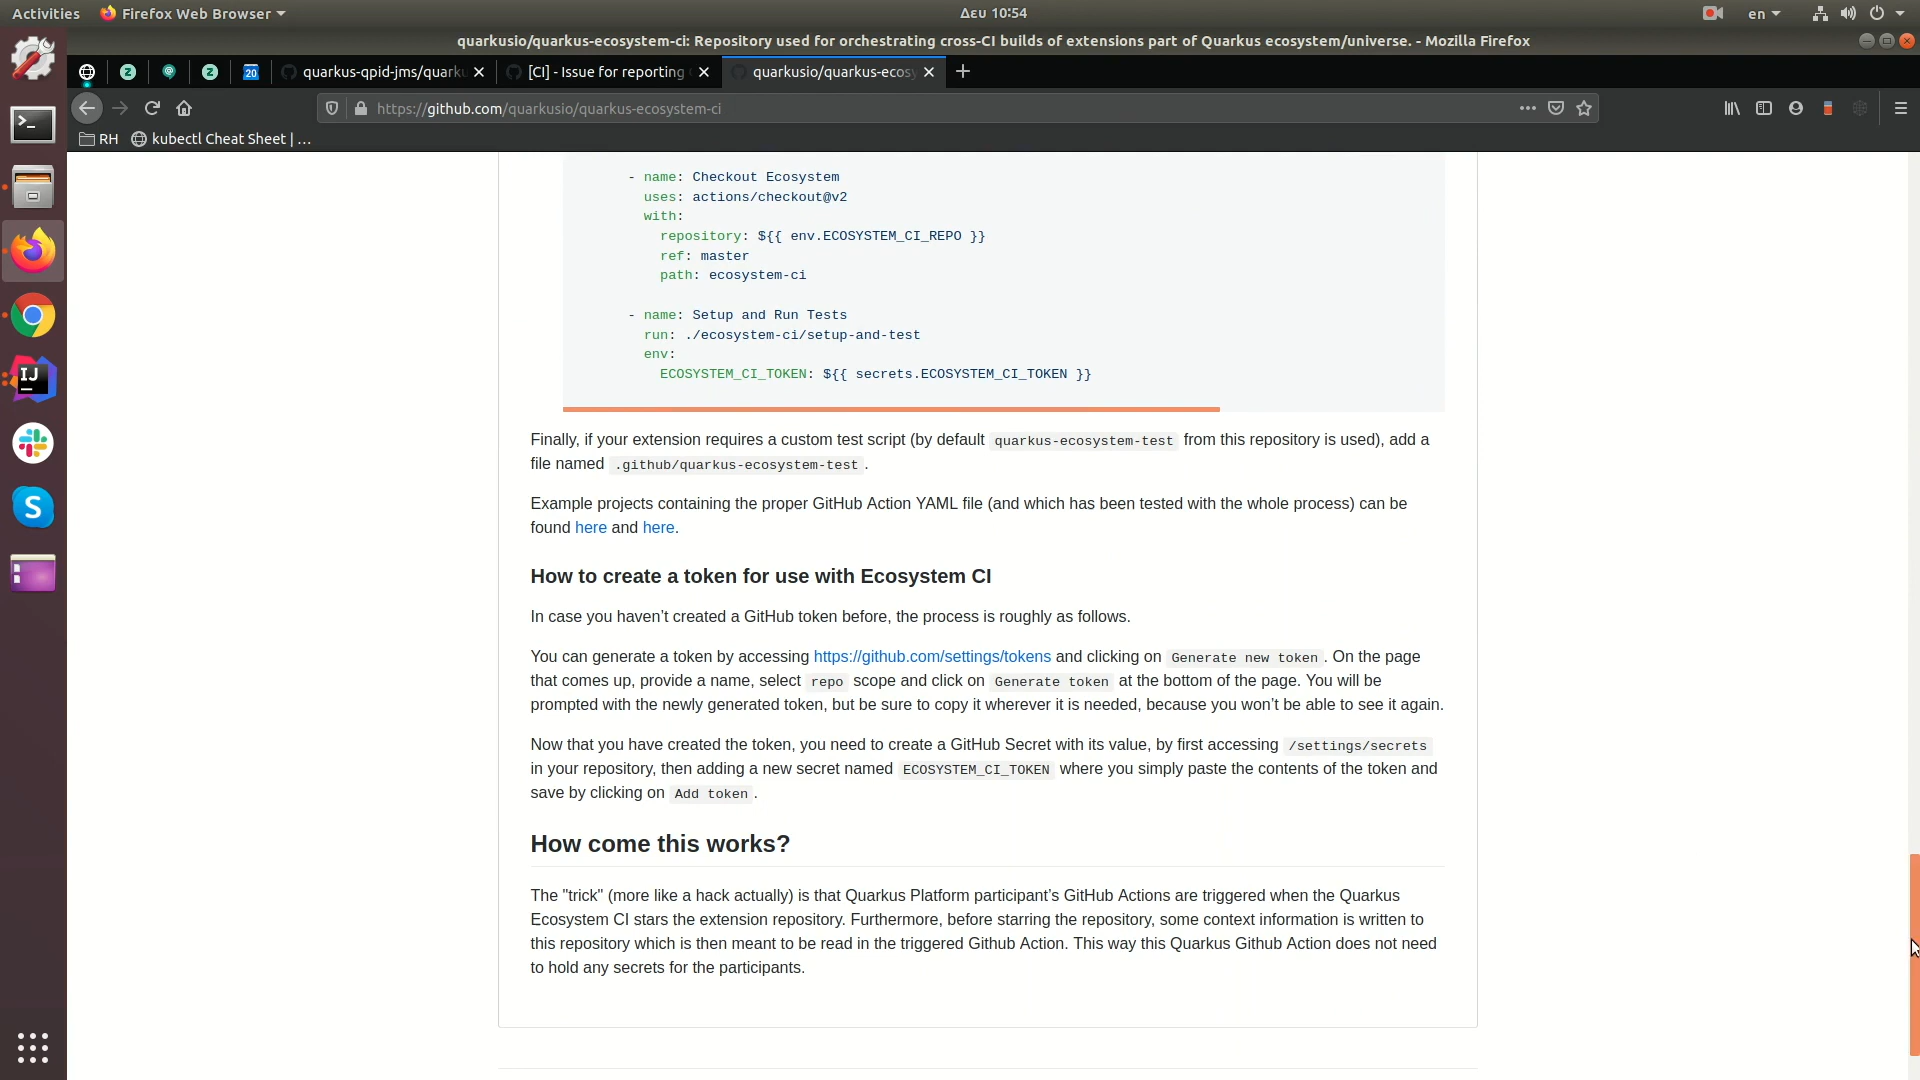 Activities Firefox Web Browser Δευ 10:54 en
quarkusio/quarkus-ecosystem-ci: Repository used for orchestrating cross-CI builds of extensions part of Quarkus ecosystem/universe. - Mozilla Firefox
20 quarkus-qpid-jms/quarku [CI] - Issue for reporting quarkusio/quarkus-ecosy
https://github.com/quarkusio/quarkus-ecosystem-ci
RH kubectl Cheat Sheet | ...
- name: Checkout Ecosystem
uses: actions/checkout@v2
with:
repository: ${{ env.ECOSYSTEM_CI_REPO }}
ref: master
path: ecosystem-ci
- name: Setup and Run Tests
run: ./ecosystem-ci/setup-and-test
env:
ECOSYSTEM_CI_TOKEN: ${{ secrets.ECOSYSTEM_CI_TOKEN }}
Finally, if your extension requires a custom test script (by default quarkus-ecosystem-test from this repository is used), add a
file named .github/quarkus-ecosystem-test.
Example projects containing the proper GitHub Action YAML file (and which has been tested with the whole process) can be
found here and here.
How to create a token for use with Ecosystem CI
In case you haven’t created a GitHub token before, the process is roughly as follows.
You can generate a token by accessing https://github.com/settings/tokens and clicking on Generate new token. On the page
that comes up, provide a name, select repo scope and click on Generate token at the bottom of the page. You will be
prompted with the newly generated token, but be sure to copy it wherever it is needed, because you won’t be able to see it again.
Now that you have created the token, you need to create a GitHub Secret with its value, by first accessing /settings/secrets
in your repository, then adding a new secret named ECOSYSTEM_CI_TOKEN where you simply paste the contents of the token and
save by clicking on Add token.
How come this works?
The "trick" (more like a hack actually) is that Quarkus Platform participant’s GitHub Actions are triggered when the Quarkus
Ecosystem CI stars the extension repository. Furthermore, before starring the repository, some context information is written to
this repository which is then meant to be read in the triggered Github Action. This way this Quarkus Github Action does not need
to hold any secrets for the participants.